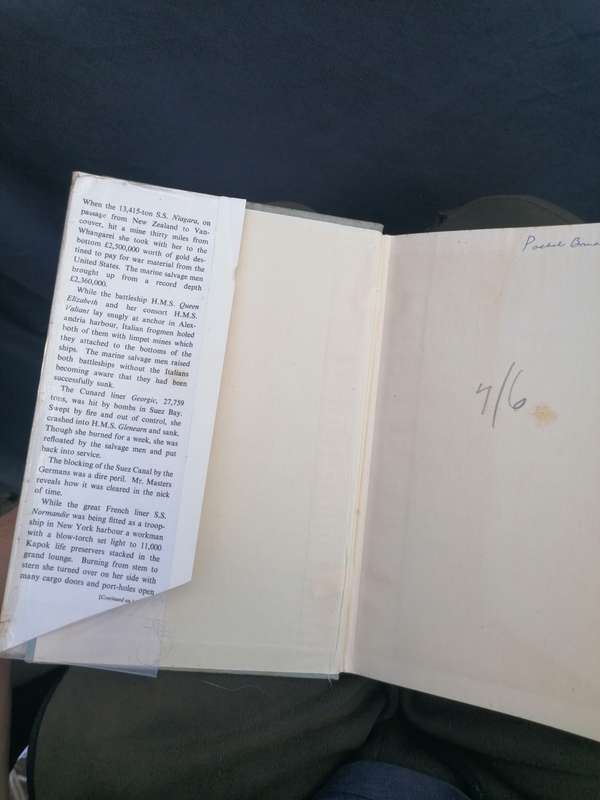 When the 13,415-ton S.S. Niagara, on
passage from New Zealand to Van-
couver, hit a mine thirty miles from
Whangarei she took with her to the
bottom £2,500,000 worth of gold des-
tined to pay for war material from the
United States. The marine salvage men
brought up from a record depth
£2,360,000.
While the battleship H.M.S. Queen
Elizabeth and her consort H.M.S.
Valiant lay snugly at anchor in Alex-
andria harbour, Italian frogmen holed
both of them with limpet mines which
they attached to the bottoms of the
ships. The marine salvage men raised
both battleships without the Italians
becoming aware that they had been
successfully sunk.
The Cunard liner Georgic, 27,759
tons, was hit by bombs in Suez Bay.
Swept by fire and out of control, she
crashed into H.M.S. Glenearn and sank.
Though she burned for a week, she was
refloated by the salvage men and put
back into service.
The blocking of the Suez Canal by the
Germans was a dire peril. Mr. Masters
reveals how it was cleared in the nick
of time.
While the great French liner S.S.
Normandie was being fitted as a troop-
ship in New York harbour a workman
with a blow-torch set light to 11,000
Kapok life preservers stacked in the
grand lounge. Burning from stem to
stern she turned over on her side with
many cargo doors and port-holes open
[Continued on
4/6